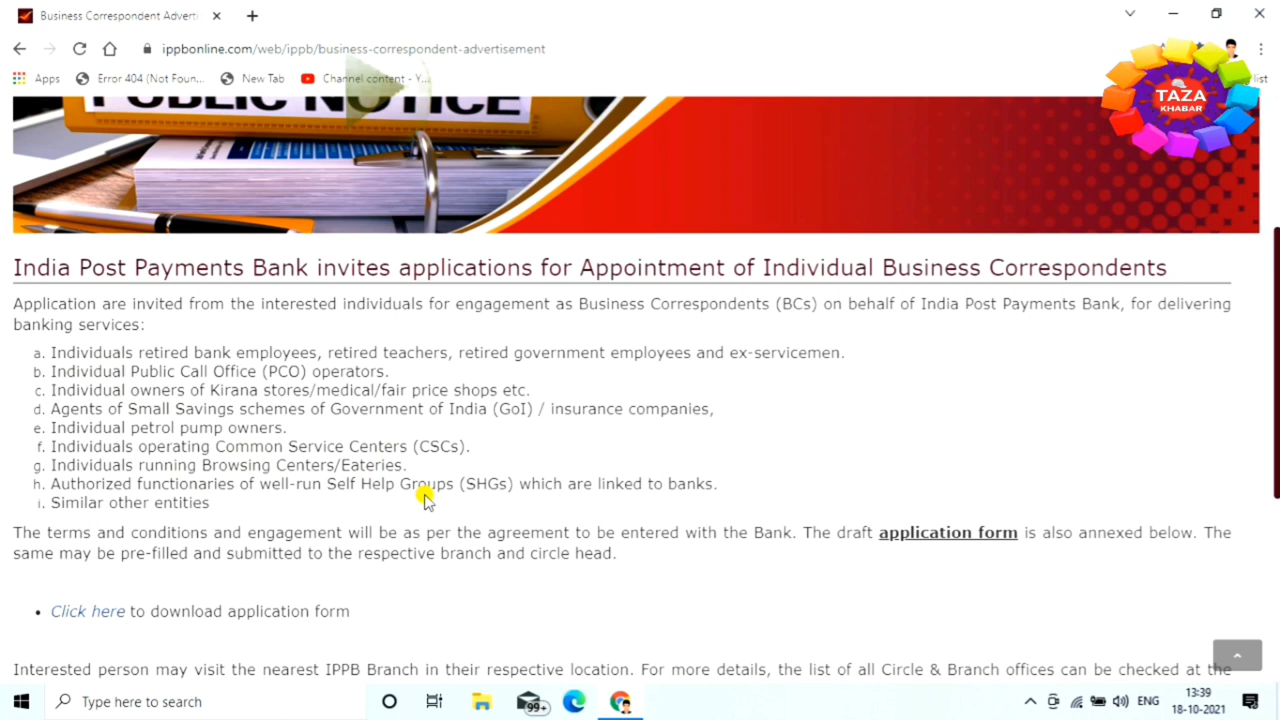 Business Correspondent Advert
ippbonline.com/web/ippb/business-correspondent-advertisement
Apps Error 404 (Not Foun... New Tab Channel content - Y... list
TAZA
KHABAR
PUBLIC NOTICE
India Post Payments Bank invites applications for Appointment of Individual Business Correspondents
Application are invited from the interested individuals for engagement as Business Correspondents (BCs) on behalf of India Post Payments Bank, for delivering
banking services:
a. Individuals retired bank employees, retired teachers, retired government employees and ex-servicemen.
b. Individual Public Call Office (PCO) operators.
c. Individual owners of Kirana stores/medical/fair price shops etc.
d. Agents of Small Savings schemes of Government of India (GoI) / insurance companies,
e. Individual petrol pump owners.
f. Individuals operating Common Service Centers (CSCs).
g. Individuals running Browsing Centers/Eateries.
h. Authorized functionaries of well-run Self Help Groups (SHGs) which are linked to banks.
i. Similar other entities
The terms and conditions and engagement will be as per the agreement to be entered with the Bank. The draft application form is also annexed below. The
same may be pre-filled and submitted to the respective branch and circle head.
• Click here to download application form
Interested person may visit the nearest IPPB Branch in their respective location. For more details, the list of all Circle & Branch offices can be checked at the
Type here to search
99+
ENG
13:39
18-10-2021